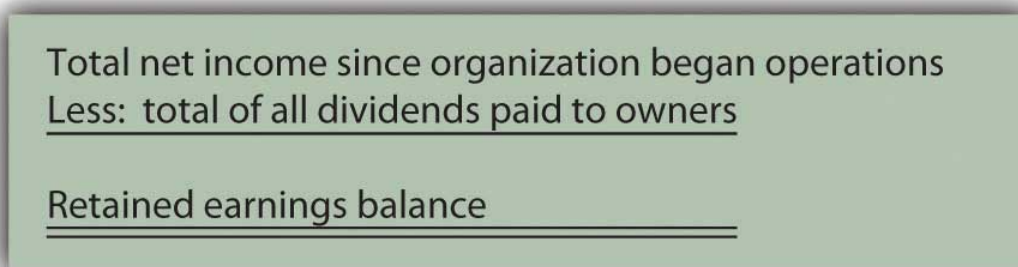 Total net income since organization began operations
Less: total of all dividends paid to owners
Retained earnings balance